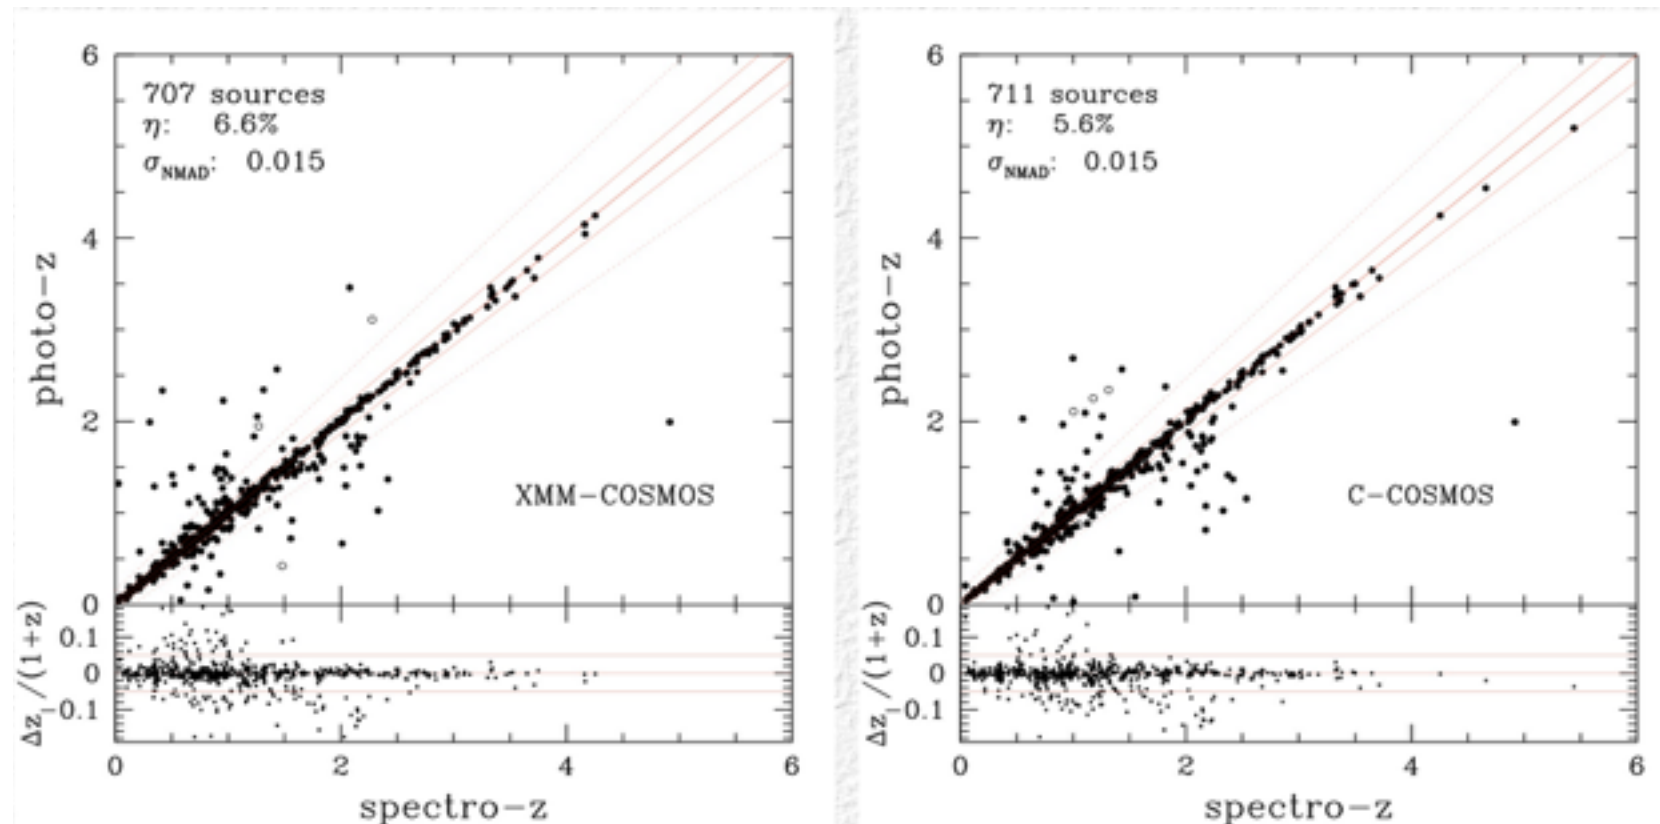 707 sources
η: 6.6%
σNMAD: 0.015
XMM-COSMOS
photo-z
6
4
2
0
Δz/(1+z)
0.1
0
-0.1
0 2 4 6
spectro-z
711 sources
η: 5.6%
σNMAD: 0.015
C-COSMOS
photo-z
6
4
2
0
Δz/(1+z)
0.1
0
-0.1
0 2 4 6
spectro-z